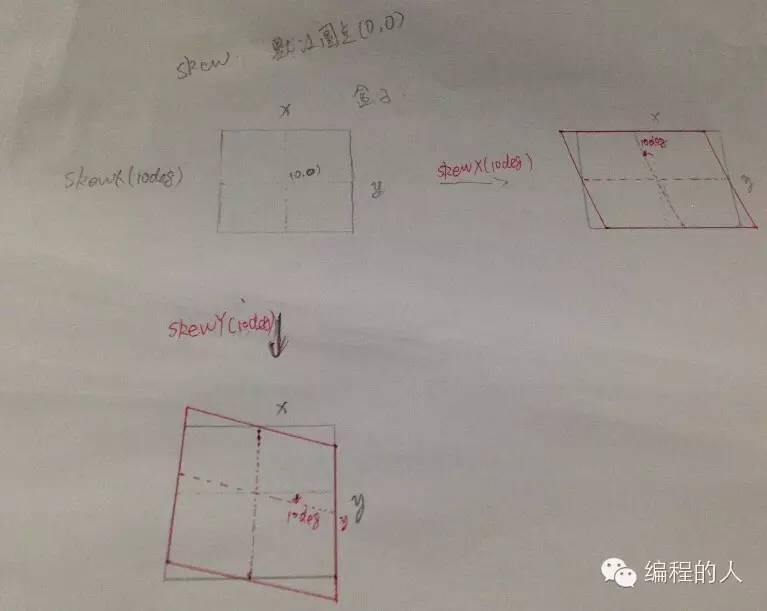 skew 默认圆点(0,0)
盒子
x
skewX(10deg)
(0,0)
y
skewX(10deg)
x
10deg
y
skewY(10deg)
x
y
10deg
y
编程的人